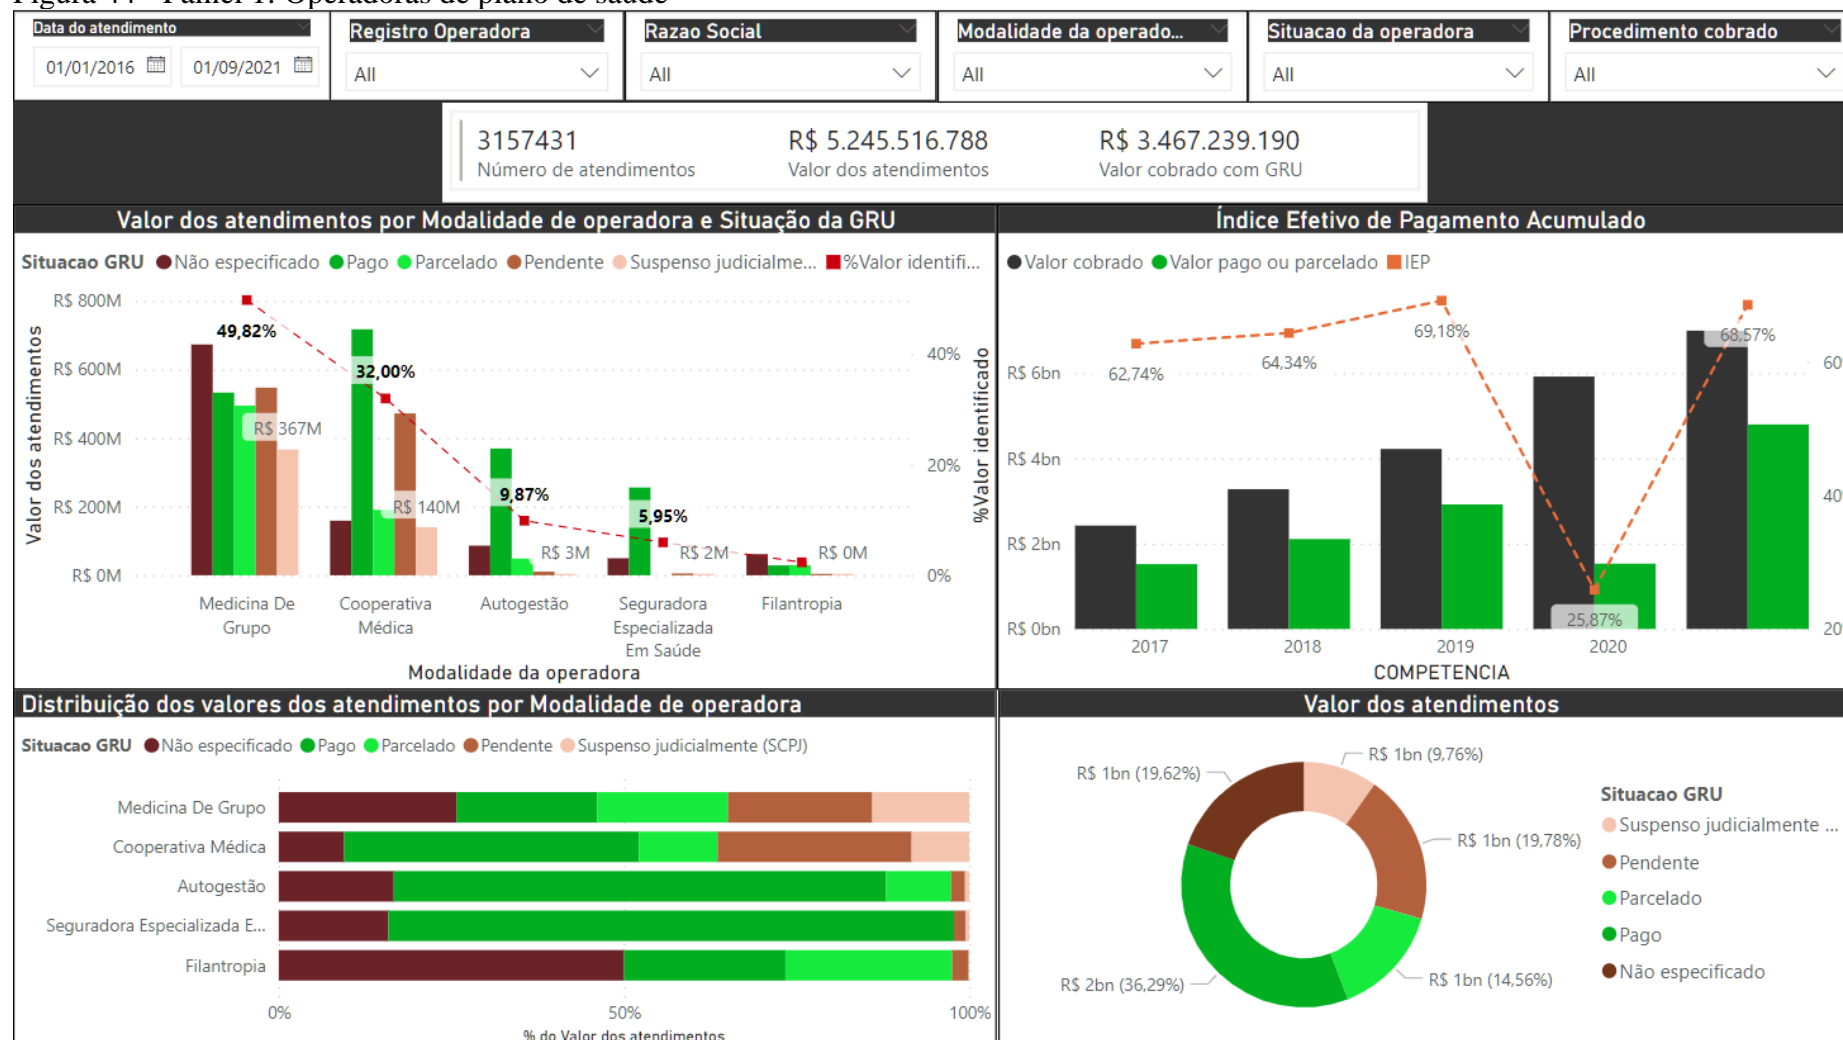 Figura 44 - Painel 1: Operadoras de plano de saúde
Data do atendimento
01/01/2016
01/09/2021
Registro Operadora
All
Razao Social
All
Modalidade da operado...
All
Situacao da operadora
All
Procedimento cobrado
All
3157431
Número de atendimentos
R$ 5.245.516.788
Valor dos atendimentos
R$ 3.467.239.190
Valor cobrado com GRU
Valor dos atendimentos por Modalidade de operadora e Situação da GRU
Situacao GRU Não especificado Pago Parcelado Pendente Suspenso judicialme... %Valor identifi...
Valor dos atendimentos
R$ 800M
R$ 600M
R$ 400M
R$ 200M
R$ 0M
49,82%
32,00%
9,87%
5,95%
R$ 367M
R$ 140M
R$ 3M
R$ 2M
R$ 0M
40%
20%
0%
%Valor identificado
Medicina De
Grupo
Cooperativa
Médica
Autogestão
Seguradora
Especializada
Em Saúde
Filantropia
Modalidade da operadora
Índice Efetivo de Pagamento Acumulado
Valor cobrado Valor pago ou parcelado IEP
R$ 6bn
R$ 4bn
R$ 2bn
R$ 0bn
62,74%
64,34%
69,18%
25,87%
68,57%
2017
2018
2019
2020
COMPETENCIA
Distribuição dos valores dos atendimentos por Modalidade de operadora
Situacao GRU Não especificado Pago Parcelado Pendente Suspenso judicialmente (SCPJ)
Medicina De Grupo
Cooperativa Médica
Autogestão
Seguradora Especializada E...
Filantropia
0%
50%
100%
% do Valor dos atendimentos
Valor dos atendimentos
R$ 1bn (9,76%)
R$ 1bn (19,62%)
R$ 1bn (19,78%)
R$ 2bn (36,29%)
R$ 1bn (14,56%)
Situacao GRU
Suspenso judicialmente ...
Pendente
Parcelado
Pago
Não especificado